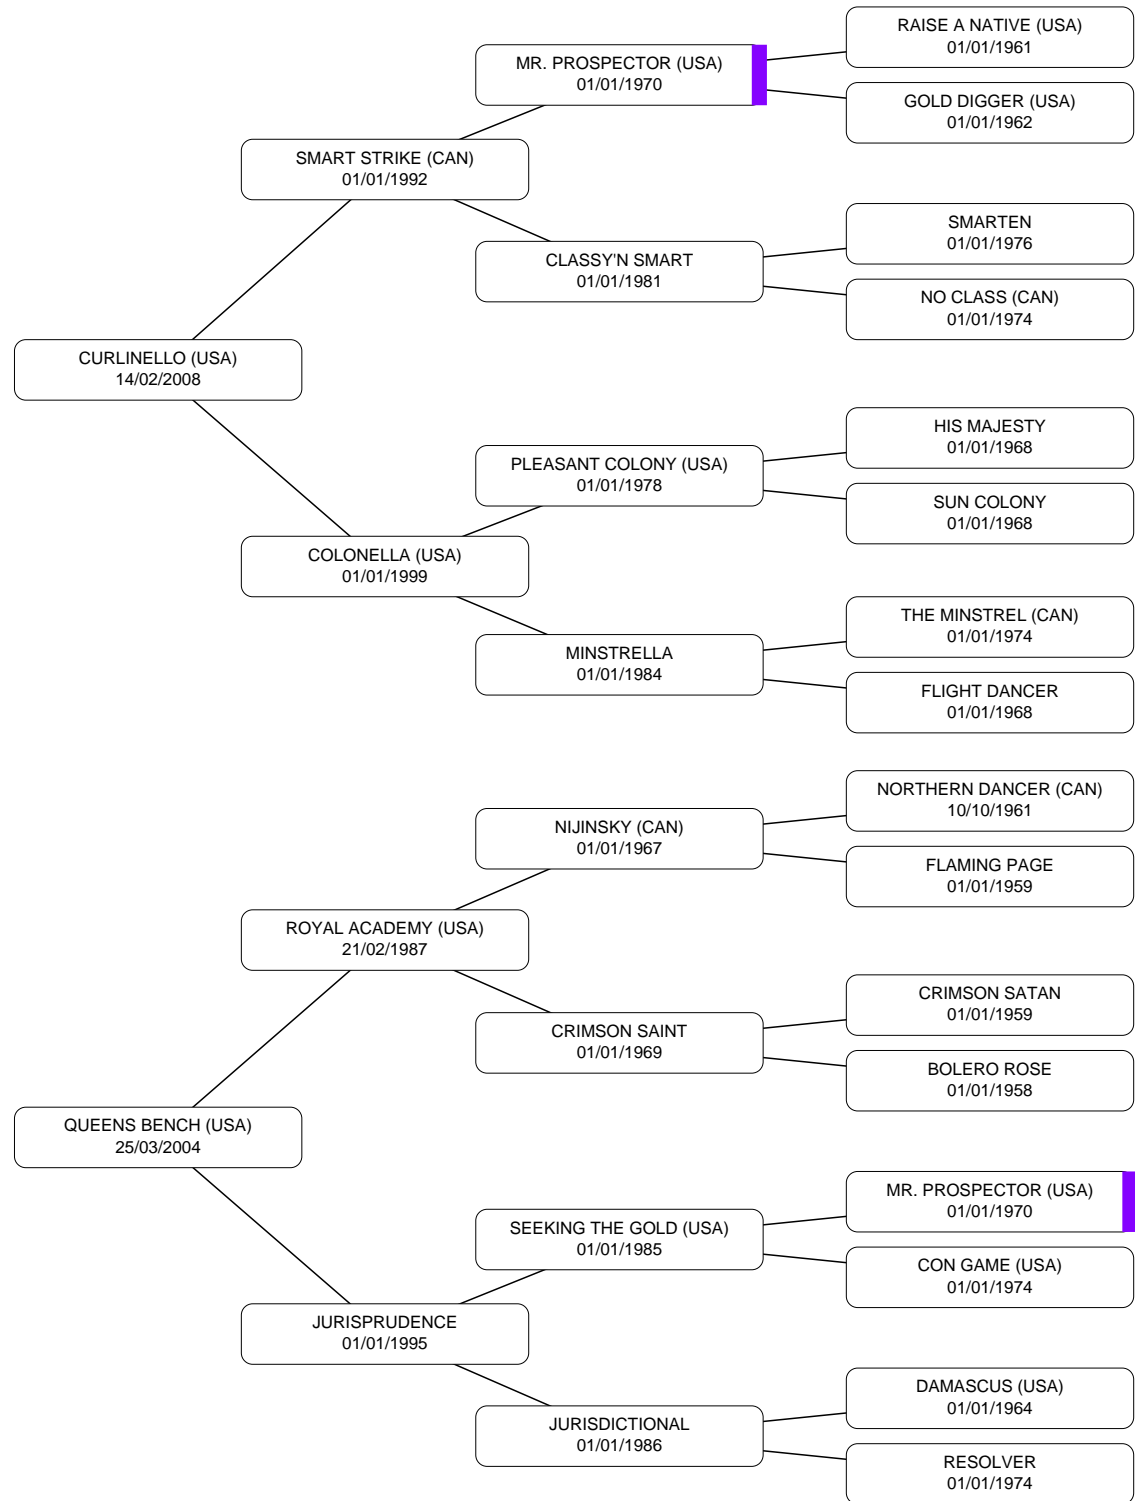 RAISE A NATIVE (USA)
01/01/1961
MR. PROSPECTOR (USA)
01/01/1970
GOLD DIGGER (USA)
01/01/1962
SMART STRIKE (CAN)
01/01/1992
SMARTEN
01/01/1976
CLASSY'N SMART
01/01/1981
NO CLASS (CAN)
01/01/1974
CURLINELLO (USA)
14/02/2008
HIS MAJESTY
01/01/1968
PLEASANT COLONY (USA)
01/01/1978
SUN COLONY
01/01/1968
COLONELLA (USA)
01/01/1999
THE MINSTREL (CAN)
01/01/1974
MINSTRELLA
01/01/1984
FLIGHT DANCER
01/01/1968
NORTHERN DANCER (CAN)
10/10/1961
NIJINSKY (CAN)
01/01/1967
FLAMING PAGE
01/01/1959
ROYAL ACADEMY (USA)
21/02/1987
CRIMSON SATAN
01/01/1959
CRIMSON SAINT
01/01/1969
BOLERO ROSE
01/01/1958
QUEENS BENCH (USA)
25/03/2004
MR. PROSPECTOR (USA)
01/01/1970
SEEKING THE GOLD (USA)
01/01/1985
CON GAME (USA)
01/01/1974
JURISPRUDENCE
01/01/1995
DAMASCUS (USA)
01/01/1964
JURISDICTIONAL
01/01/1986
RESOLVER
01/01/1974